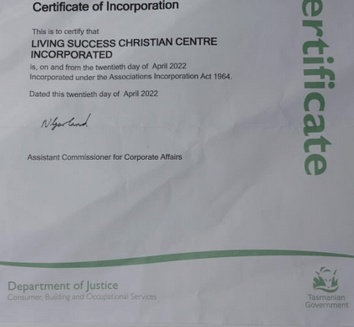 Certificate of Incorporation
This is to certify that
LIVING SUCCESS CHRISTIAN CENTRE
INCORPORATED
is, on and from the twentieth day of April 2022
Incorporated under the Associations Incorporation Act 1964.
Dated this twentieth day of April 2022
Assistant Commissioner for Corporate Affairs
ertificate
Department of Justice
Consumer, Building and Occupational Services
Tasmanian
Government